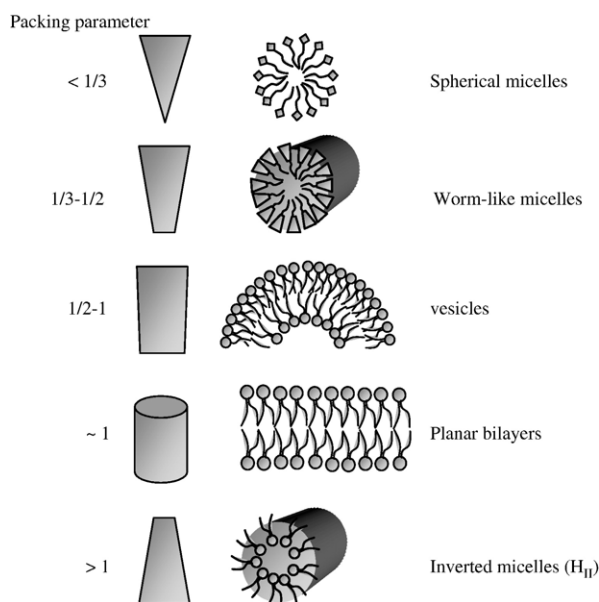 Packing parameter
< 1/3 Spherical micelles
1/3-1/2 Worm-like micelles
1/2-1 vesicles
~ 1 Planar bilayers
> 1 Inverted micelles (H_II)